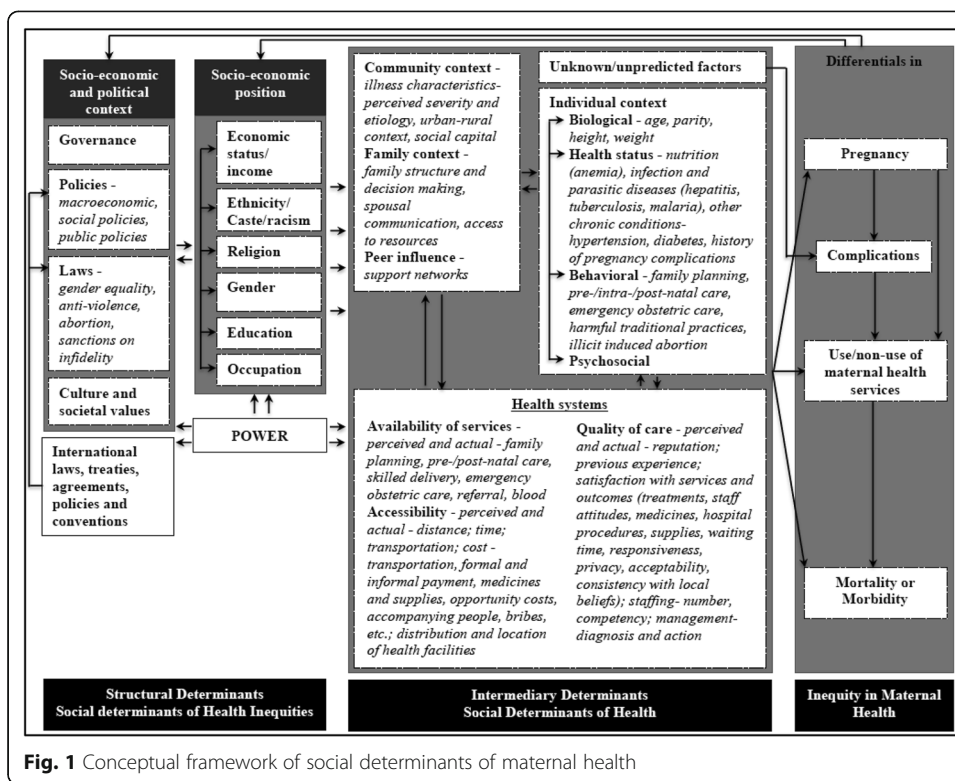 Socio-economic
and political
context
Governance
Policies -
macroeconomic,
social policies,
public policies
Laws -
gender equality,
anti-violence,
abortion,
sanctions on
infidelity
Culture and
societal values
International
laws, treaties,
agreements,
policies and
conventions
Socio-economic
position
Economic
status/
income
Ethnicity/
Caste/racism
Religion
Gender
Education
Occupation
POWER
Community context -
illness characteristics-
perceived severity and
etiology, urban-rural
context, social capital
Family context -
family structure and
decision making,
spousal
communication, access
to resources
Peer influence -
support networks
Unknown/unpredicted factors
Individual context
Biological - age, parity,
height, weight
Health status - nutrition
(anemia), infection and
parasitic diseases (hepatitis,
tuberculosis, malaria), other
chronic conditions-
hypertension, diabetes, history
of pregnancy complications
Behavioral - family planning,
pre-/intra-/post-natal care,
emergency obstetric care,
harmful traditional practices,
illicit induced abortion
Psychosocial
Health systems
Availability of services -
perceived and actual - family
planning, pre-/post-natal care,
skilled delivery, emergency
obstetric care, referral, blood
Accessibility - perceived and
actual - distance; time;
transportation; cost -
transportation, formal and
informal payment, medicines
and supplies, opportunity costs,
accompanying people, bribes,
etc.; distribution and location
of health facilities
Quality of care - perceived
and actual - reputation;
previous experience;
satisfaction with services and
outcomes (treatments, staff
attitudes, medicines, hospital
procedures, supplies, waiting
time, responsiveness,
privacy, acceptability,
consistency with local
beliefs); staffing- number,
competency; management-
diagnosis and action
Differentials in
Pregnancy
Complications
Use/non-use of
maternal health
services
Mortality or
Morbidity
Structural Determinants
Social determinants of Health Inequities
Intermediary Determinants
Social Determinants of Health
Inequity in Maternal
Health
Fig. 1 Conceptual framework of social determinants of maternal health